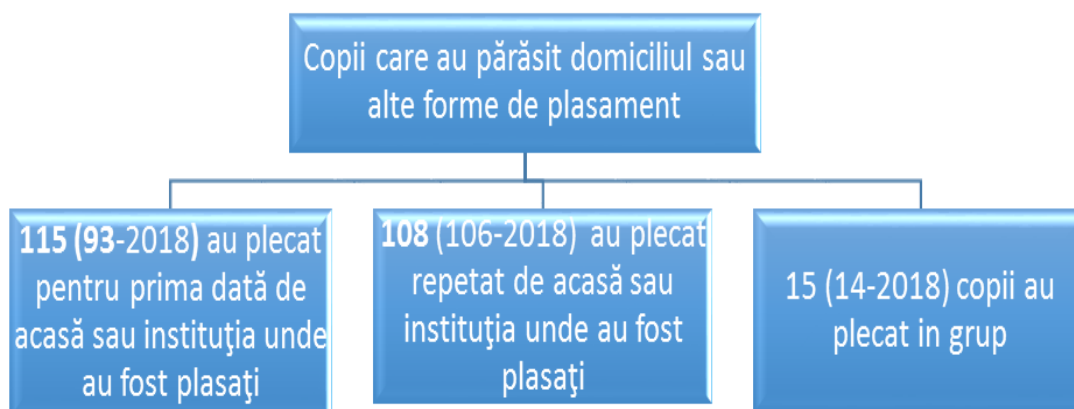 Copii care au părăsit domiciliul sau
alte forme de plasament
115 (93-2018) au plecat
pentru prima dată de
acasă sau instituţia unde
au fost plasaţi
108 (106-2018) au plecat
repetat de acasă sau
instituţia unde au fost
plasaţi
15 (14-2018) copii au
plecat in grup